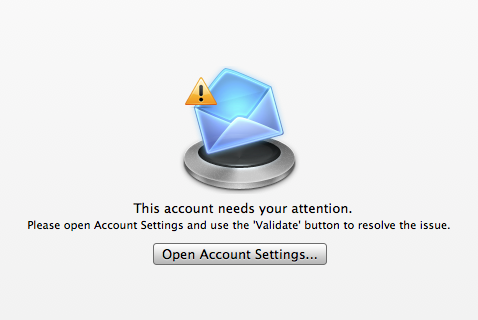 This account needs your attention.
Please open Account Settings and use the 'Validate' button to resolve the issue.
Open Account Settings...